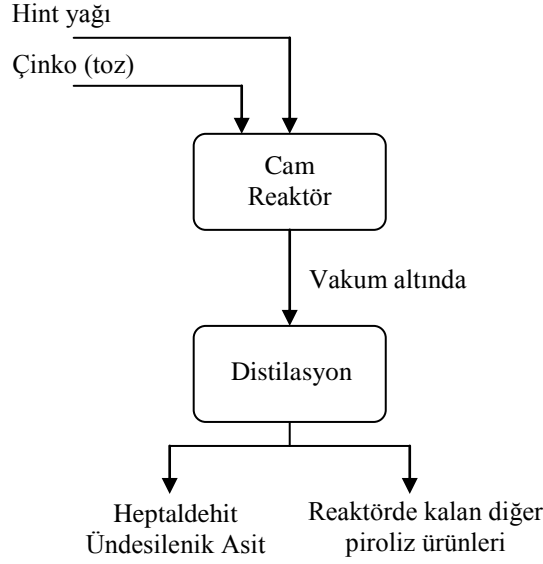 Hint yağı
Çinko (toz)
Cam
Reaktör
Vakum altında
Distilasyon
Heptaldehit
Ündesilenik Asit
Reaktörde kalan diğer
piroliz ürünleri